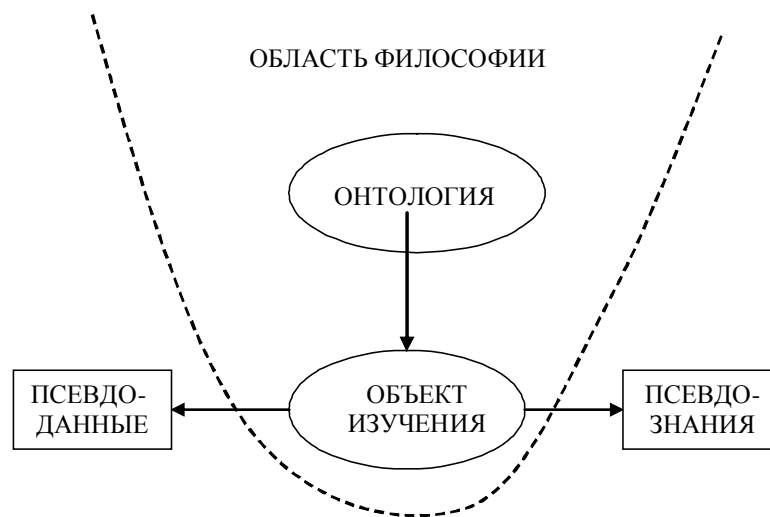 ОБЛАСТЬ ФИЛОСОФИИ
ОНТОЛОГИЯ
ПСЕВДО-
ДАННЫЕ
ОБЪЕКТ
ИЗУЧЕНИЯ
ПСЕВДО-
ЗНАНИЯ